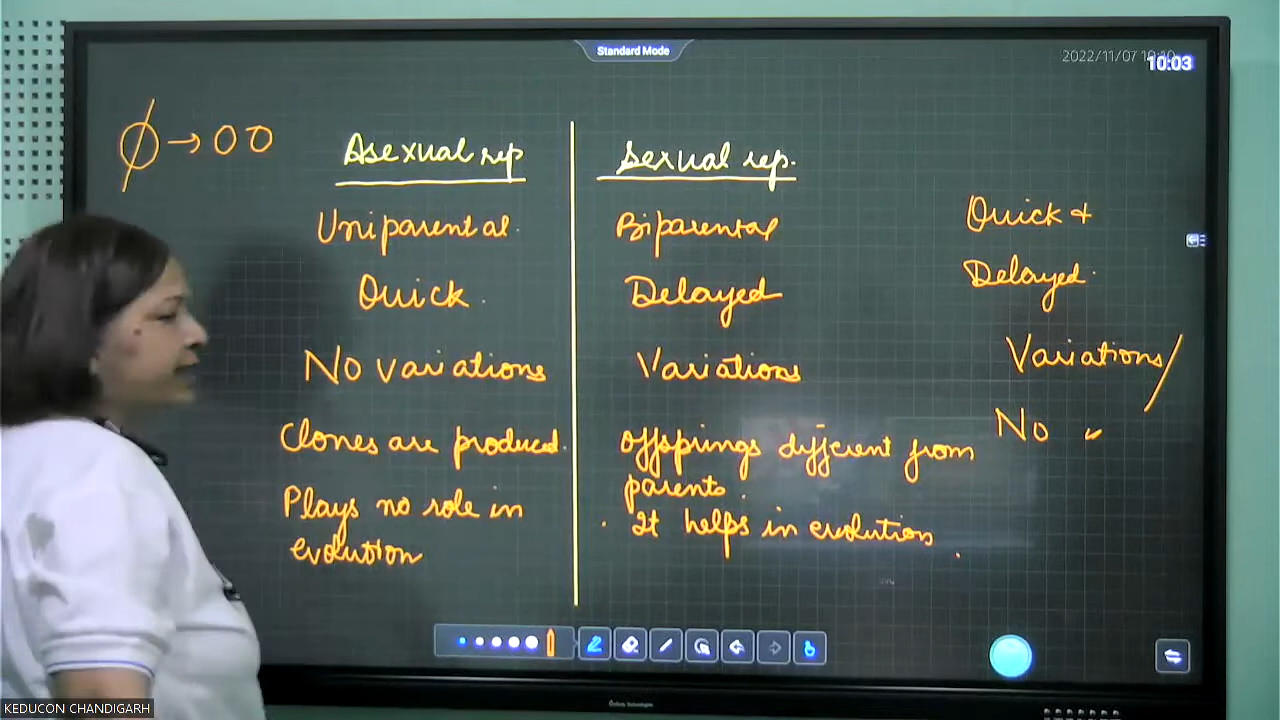 Standard Mode
2022/11/07
10:03
Asexual rep
Sexual rep.
Uniparental.
Biparental
Quick +
Quick.
Delayed
Delayed.
No variations
Variations
Variations/
Clones are produced.
offsprings different from
parents.
No "
Plays no role in
evolution
. It helps in evolution.
KEDUCON CHANDIGARH